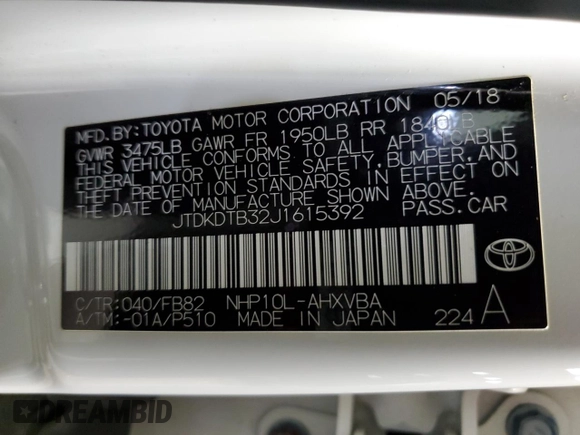 MFD. BY: TOYOTA MOTOR CORPORATION 05/18
GVWR 3475LB GAWR FR 1950LB RR
THIS VEHICLE CONFORMS TO ALL APPLICABLE
FEDERAL MOTOR VEHICLE SAFETY, BUMPER, AND
THEFT PREVENTION STANDARDS IN EFFECT ON
THE DATE OF MANUFACTURE SHOWN ABOVE.
JTDKDTB32J1615392 PASS. CAR
C/TR: 040/FB82 NHP10L-AHXVBA
A/TM: -01A/P510 MADE IN JAPAN 224 A
TOYOTA
DREAMBID